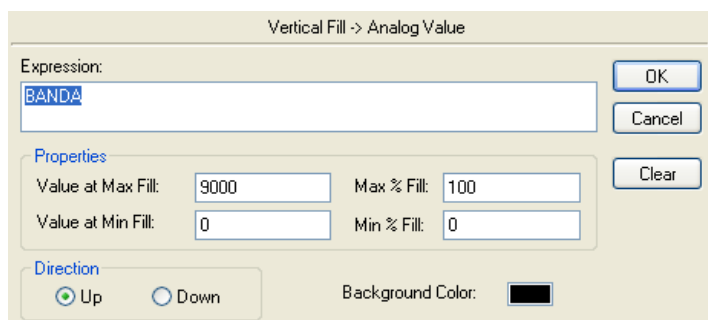 Vertical Fill -> Analog Value
Expression:
BANDA
OK
Cancel
Clear
Properties
Value at Max Fill: 9000 Max % Fill: 100
Value at Min Fill: 0 Min % Fill: 0
Direction
Up Down Background Color: